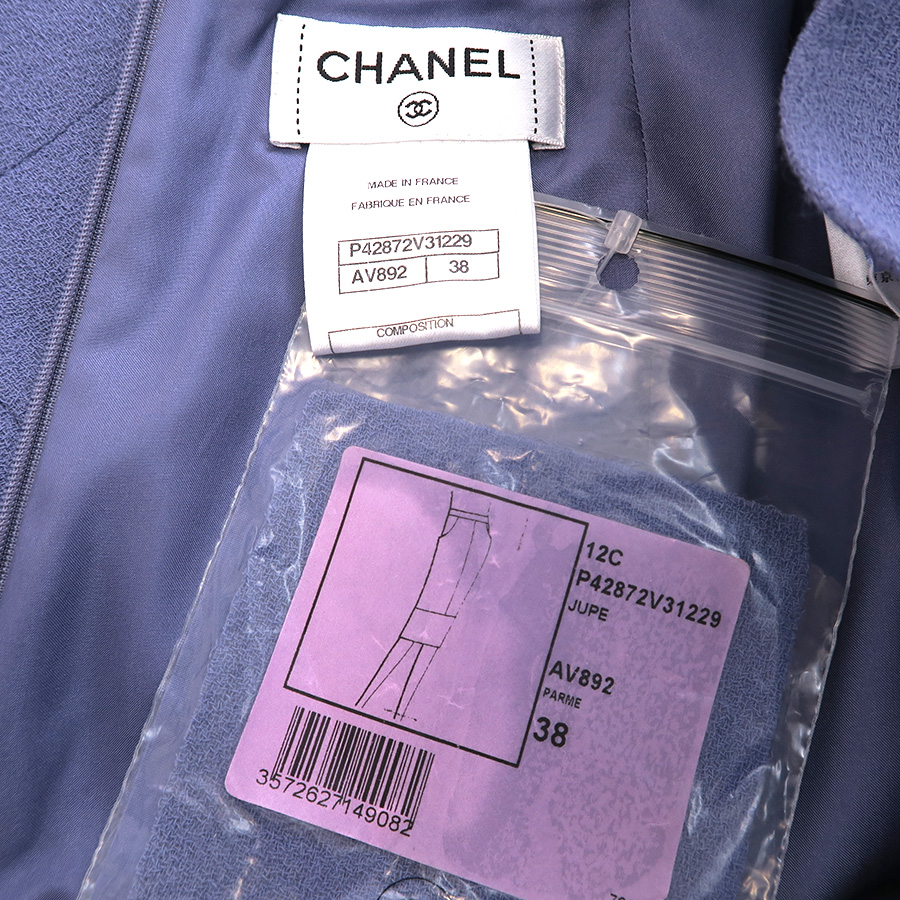 CHANEL
MADE IN FRANCE
FABRIQUE EN FRANCE
P42872V31229
AV892 38
COMPOSITION
12C
P42872V31229
JUPE
AV892
PARME
38
3572627149082